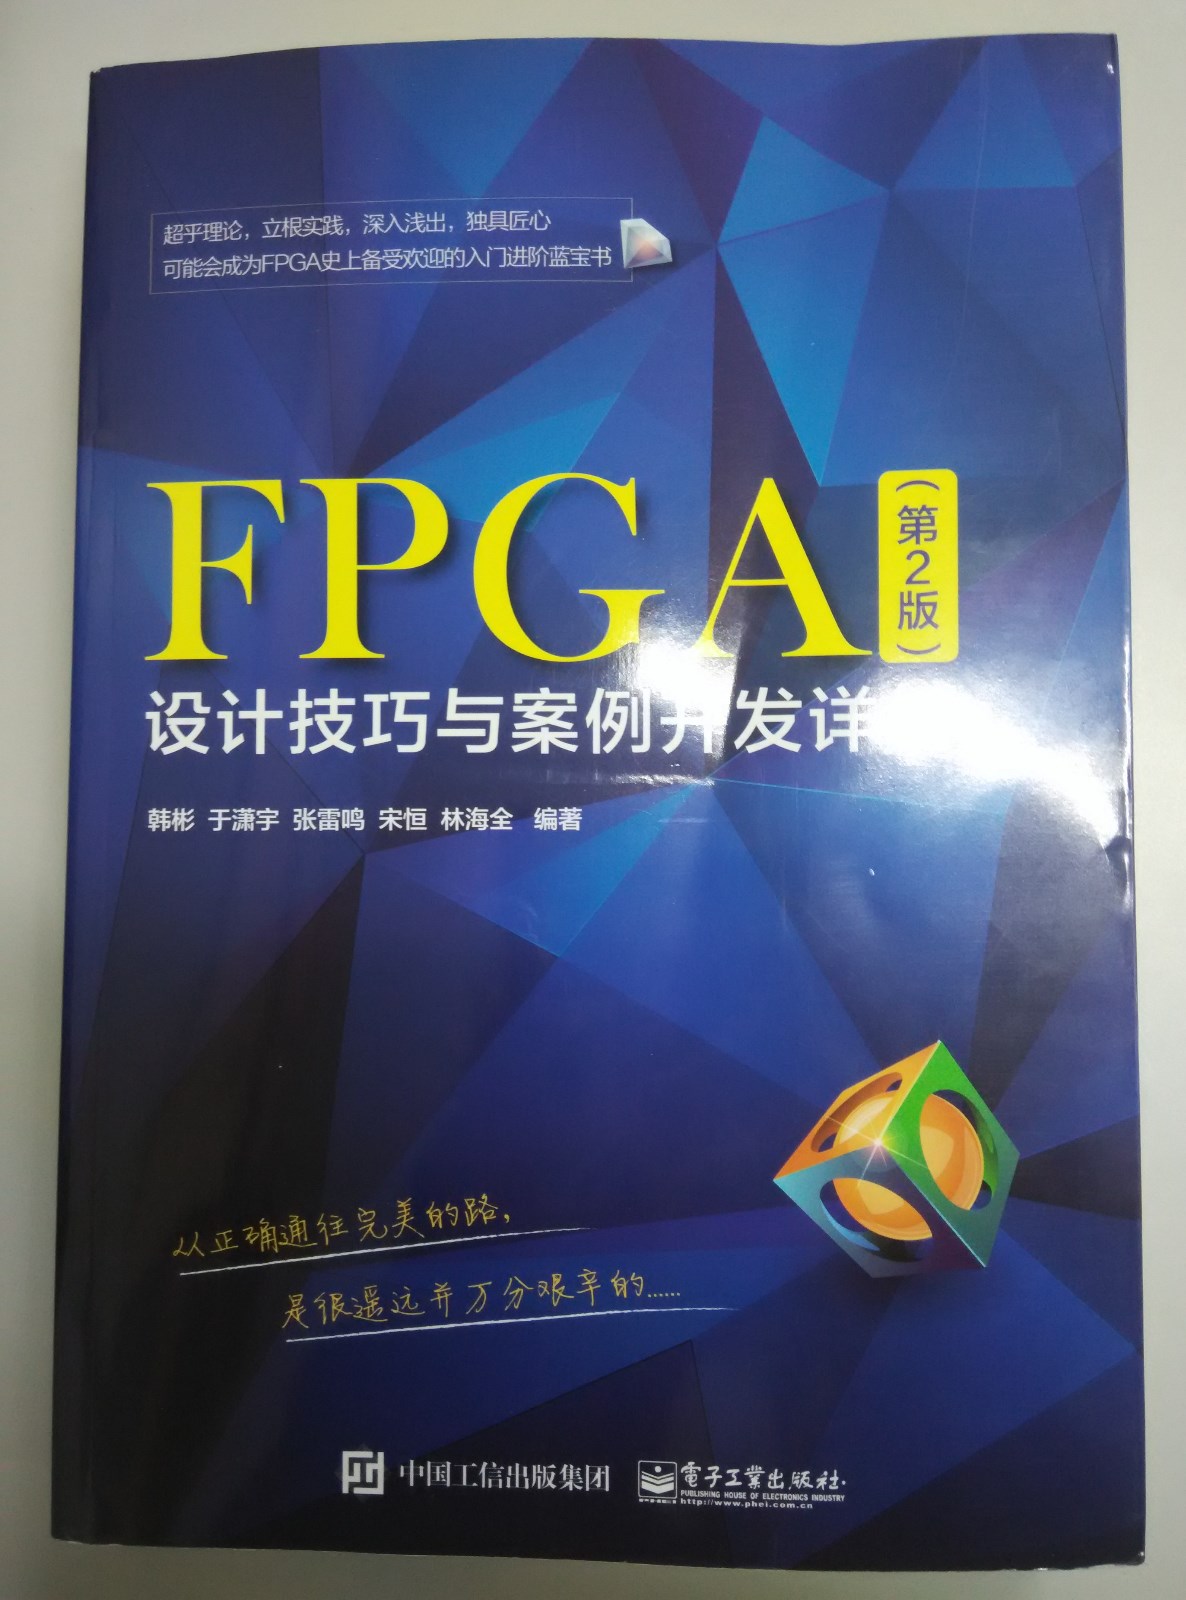 超乎理论，立根实践，深入浅出，独具匠心
可能会成为FPGA史上备受欢迎的入门进阶蓝宝书
FPGA（第2版）
设计技巧与案例开发详
韩彬 于潇宇 张雷鸣 宋恒 林海全 编著
从正确通往完美的路，
是很遥远并万分艰辛的......
中国工信出版集团
電子工業出版社.
PUBLISHING HOUSE OF ELECTRONICS INDUSTRY
http://www.phei.com.cn